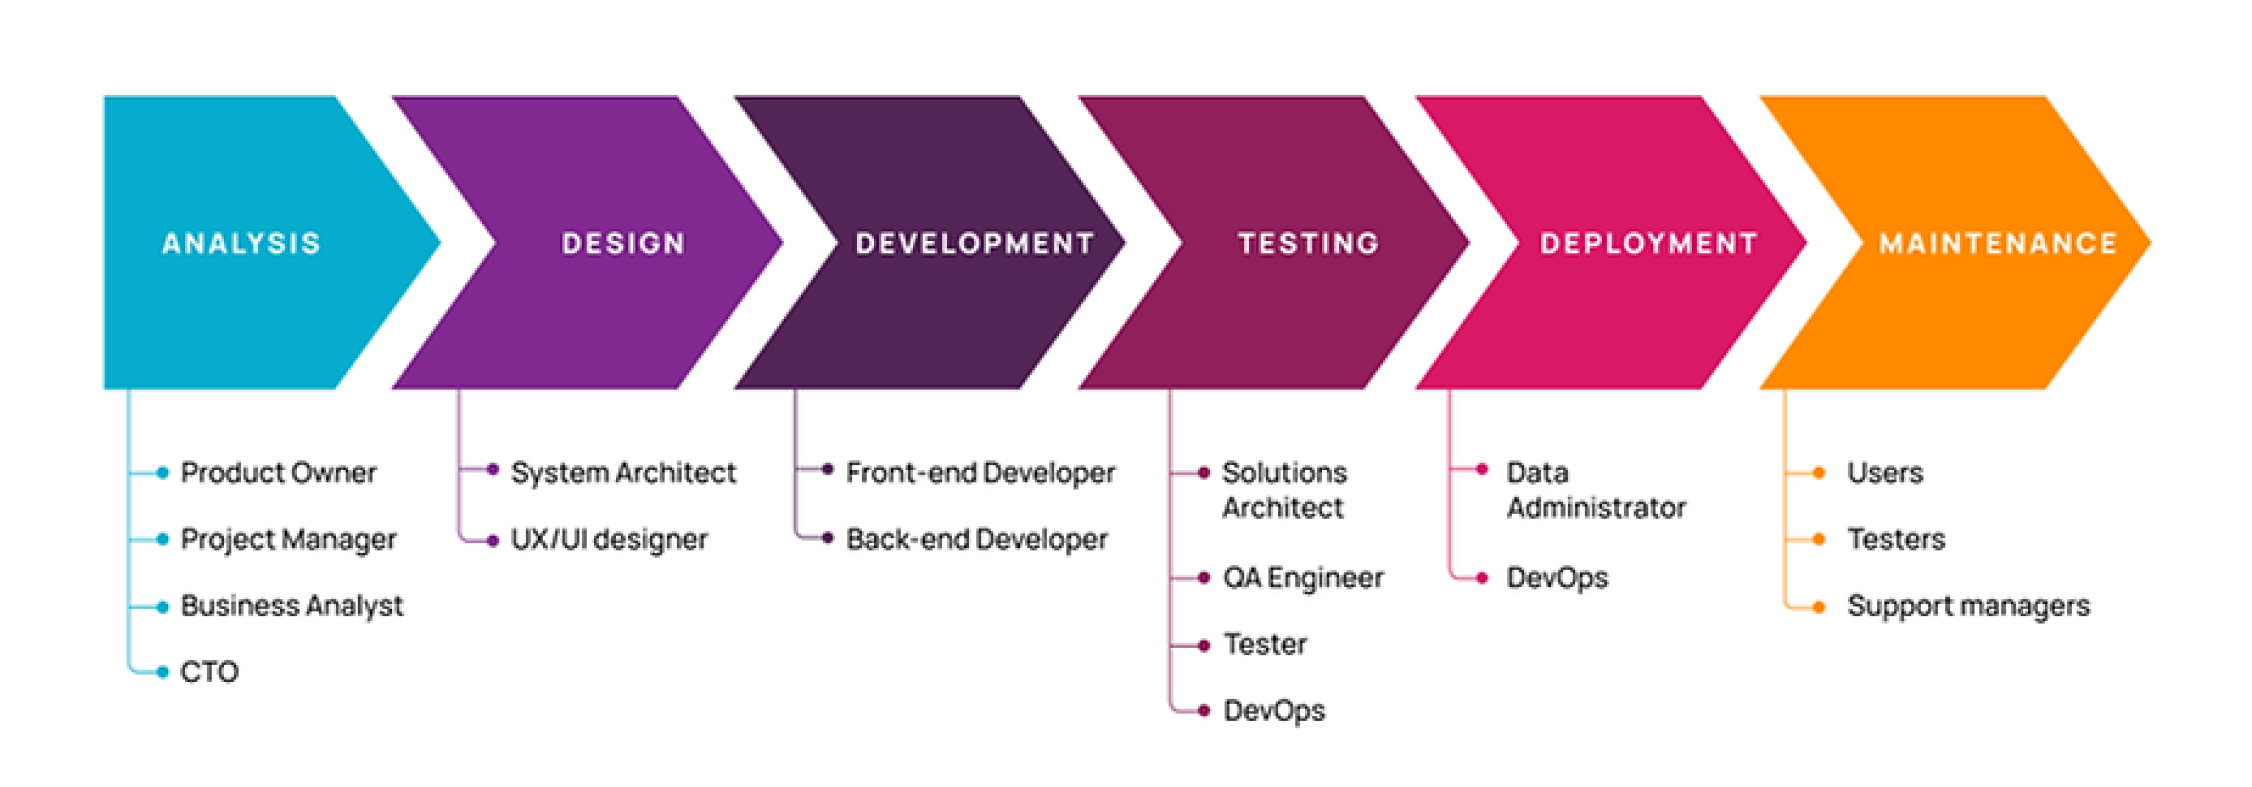 ANALYSIS
DESIGN
DEVELOPMENT
TESTING
DEPLOYMENT
MAINTENANCE
Product Owner
Project Manager
Business Analyst
CTO
System Architect
UX/UI designer
Front-end Developer
Back-end Developer
Solutions
Architect
QA Engineer
Tester
DevOps
Data
Administrator
DevOps
Users
Testers
Support managers